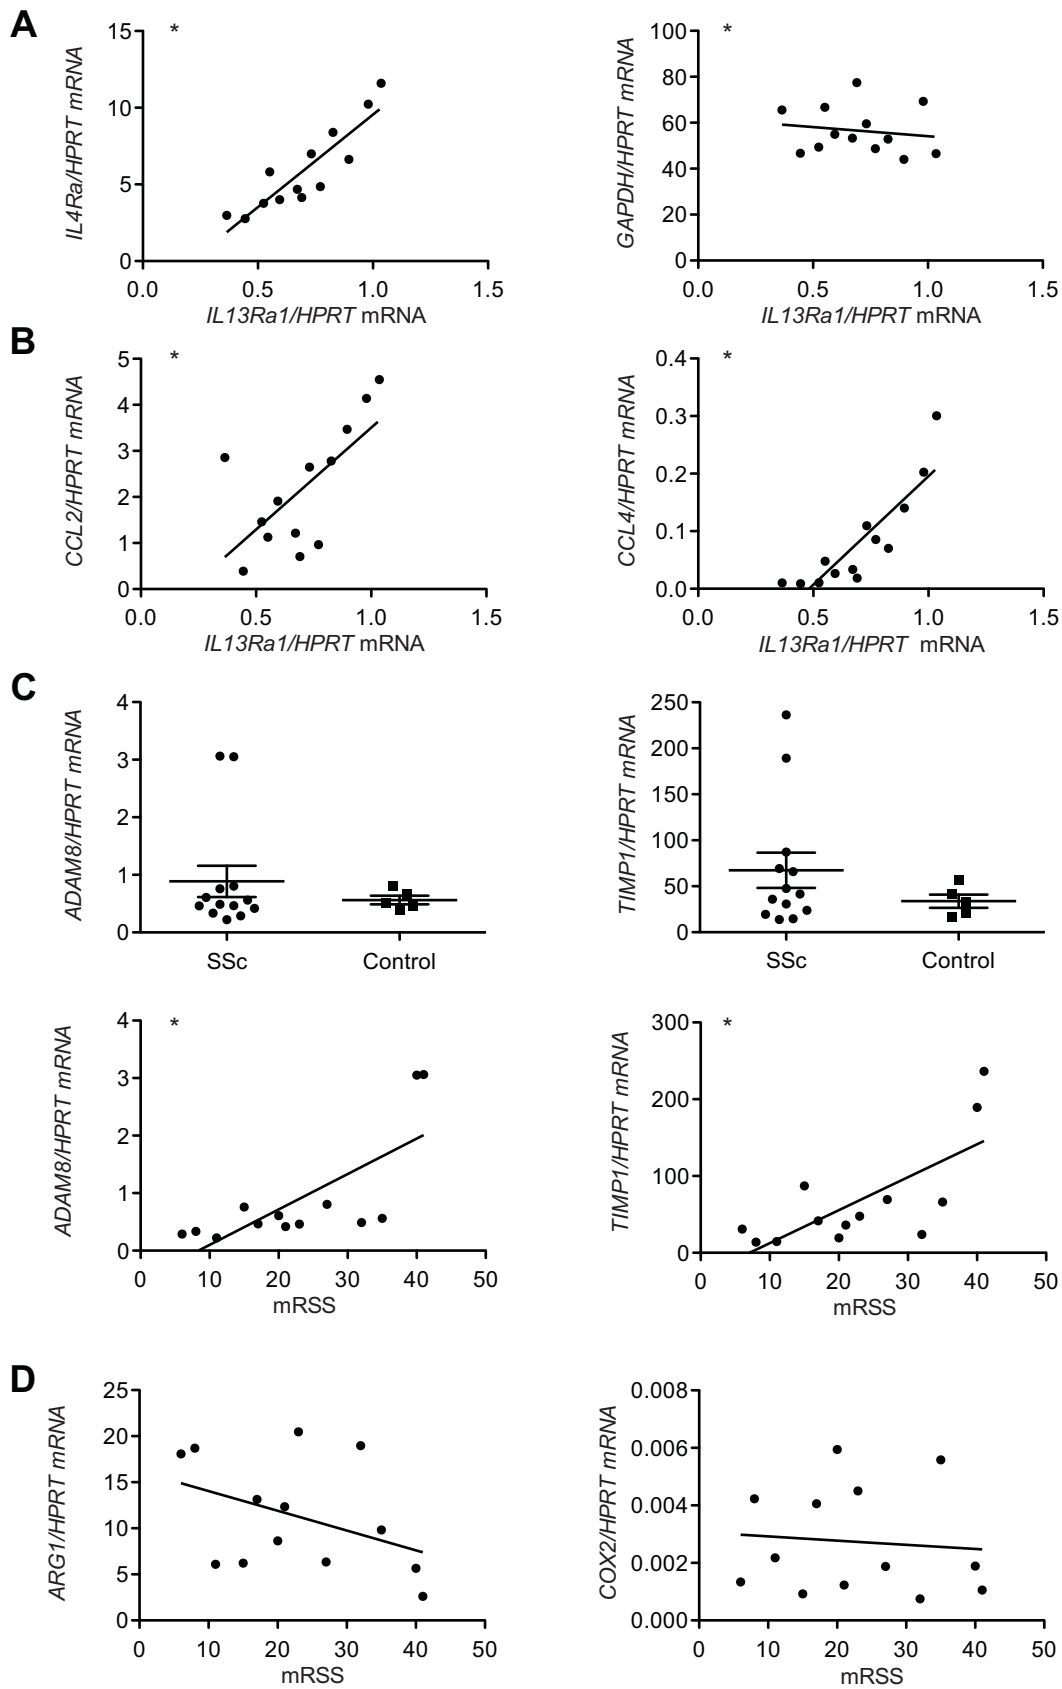 A
*
IL4Ra/HPRT mRNA
15
10
5
0
0.0 0.5 1.0 1.5
IL13Ra1/HPRT mRNA
*
GAPDH/HPRT mRNA
100
80
60
40
20
0
0.0 0.5 1.0 1.5
IL13Ra1/HPRT mRNA
B
*
CCL2/HPRT mRNA
5
4
3
2
1
0
0.0 0.5 1.0 1.5
IL13Ra1/HPRT mRNA
*
CCL4/HPRT mRNA
0.4
0.3
0.2
0.1
0.0
0.0 0.5 1.0 1.5
IL13Ra1/HPRT mRNA
C
ADAM8/HPRT mRNA
4
3
2
1
0
SSc Control
TIMP1/HPRT mRNA
250
200
150
100
50
0
SSc Control
*
ADAM8/HPRT mRNA
4
3
2
1
0
0 10 20 30 40 50
mRSS
*
TIMP1/HPRT mRNA
300
200
100
0
0 10 20 30 40 50
mRSS
D
ARG1/HPRT mRNA
25
20
15
10
5
0
0 10 20 30 40 50
mRSS
COX2/HPRT mRNA
0.008
0.006
0.004
0.002
0.000
0 10 20 30 40 50
mRSS